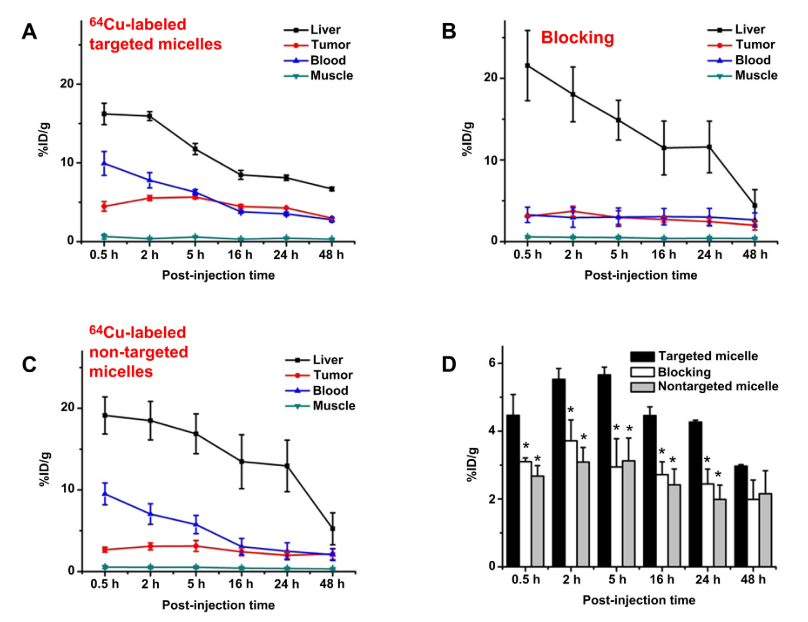 A
⁶⁴Cu-labeled
targeted micelles
Liver
Tumor
Blood
Muscle
%ID/g
20
10
0
0.5 h 2 h 5 h 16 h 24 h 48 h
Post-injection time
B
Blocking
Liver
Tumor
Blood
Muscle
%ID/g
20
10
0
0.5 h 2 h 5 h 16 h 24 h 48 h
Post-injection time
C
⁶⁴Cu-labeled
non-targeted
micelles
Liver
Tumor
Blood
Muscle
%ID/g
20
10
0
0.5 h 2 h 5 h 16 h 24 h 48 h
Post-injection time
D
Targeted micelle
Blocking
Nontargeted micelle
%ID/g
6
4
2
0
* * * * * * * * * *
0.5 h 2 h 5 h 16 h 24 h 48 h
Post-injection time